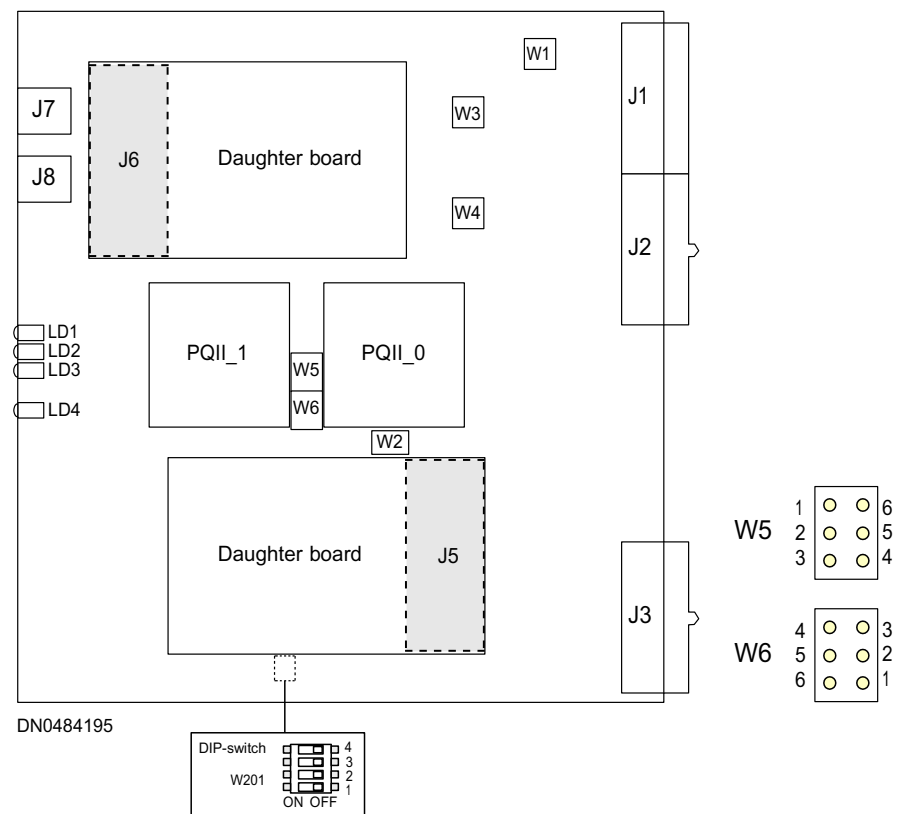 W1
J1
J7
W3
J6
Daughter board
J8
W4
J2
LD1
LD2
LD3
LD4
PQII_1
PQII_0
W5
W6
W2
Daughter board
J5
J3
W5
1 6
2 5
3 4
W6
4 3
5 2
6 1
DN0484195
DIP-switch
W201
4
3
2
1
ON OFF